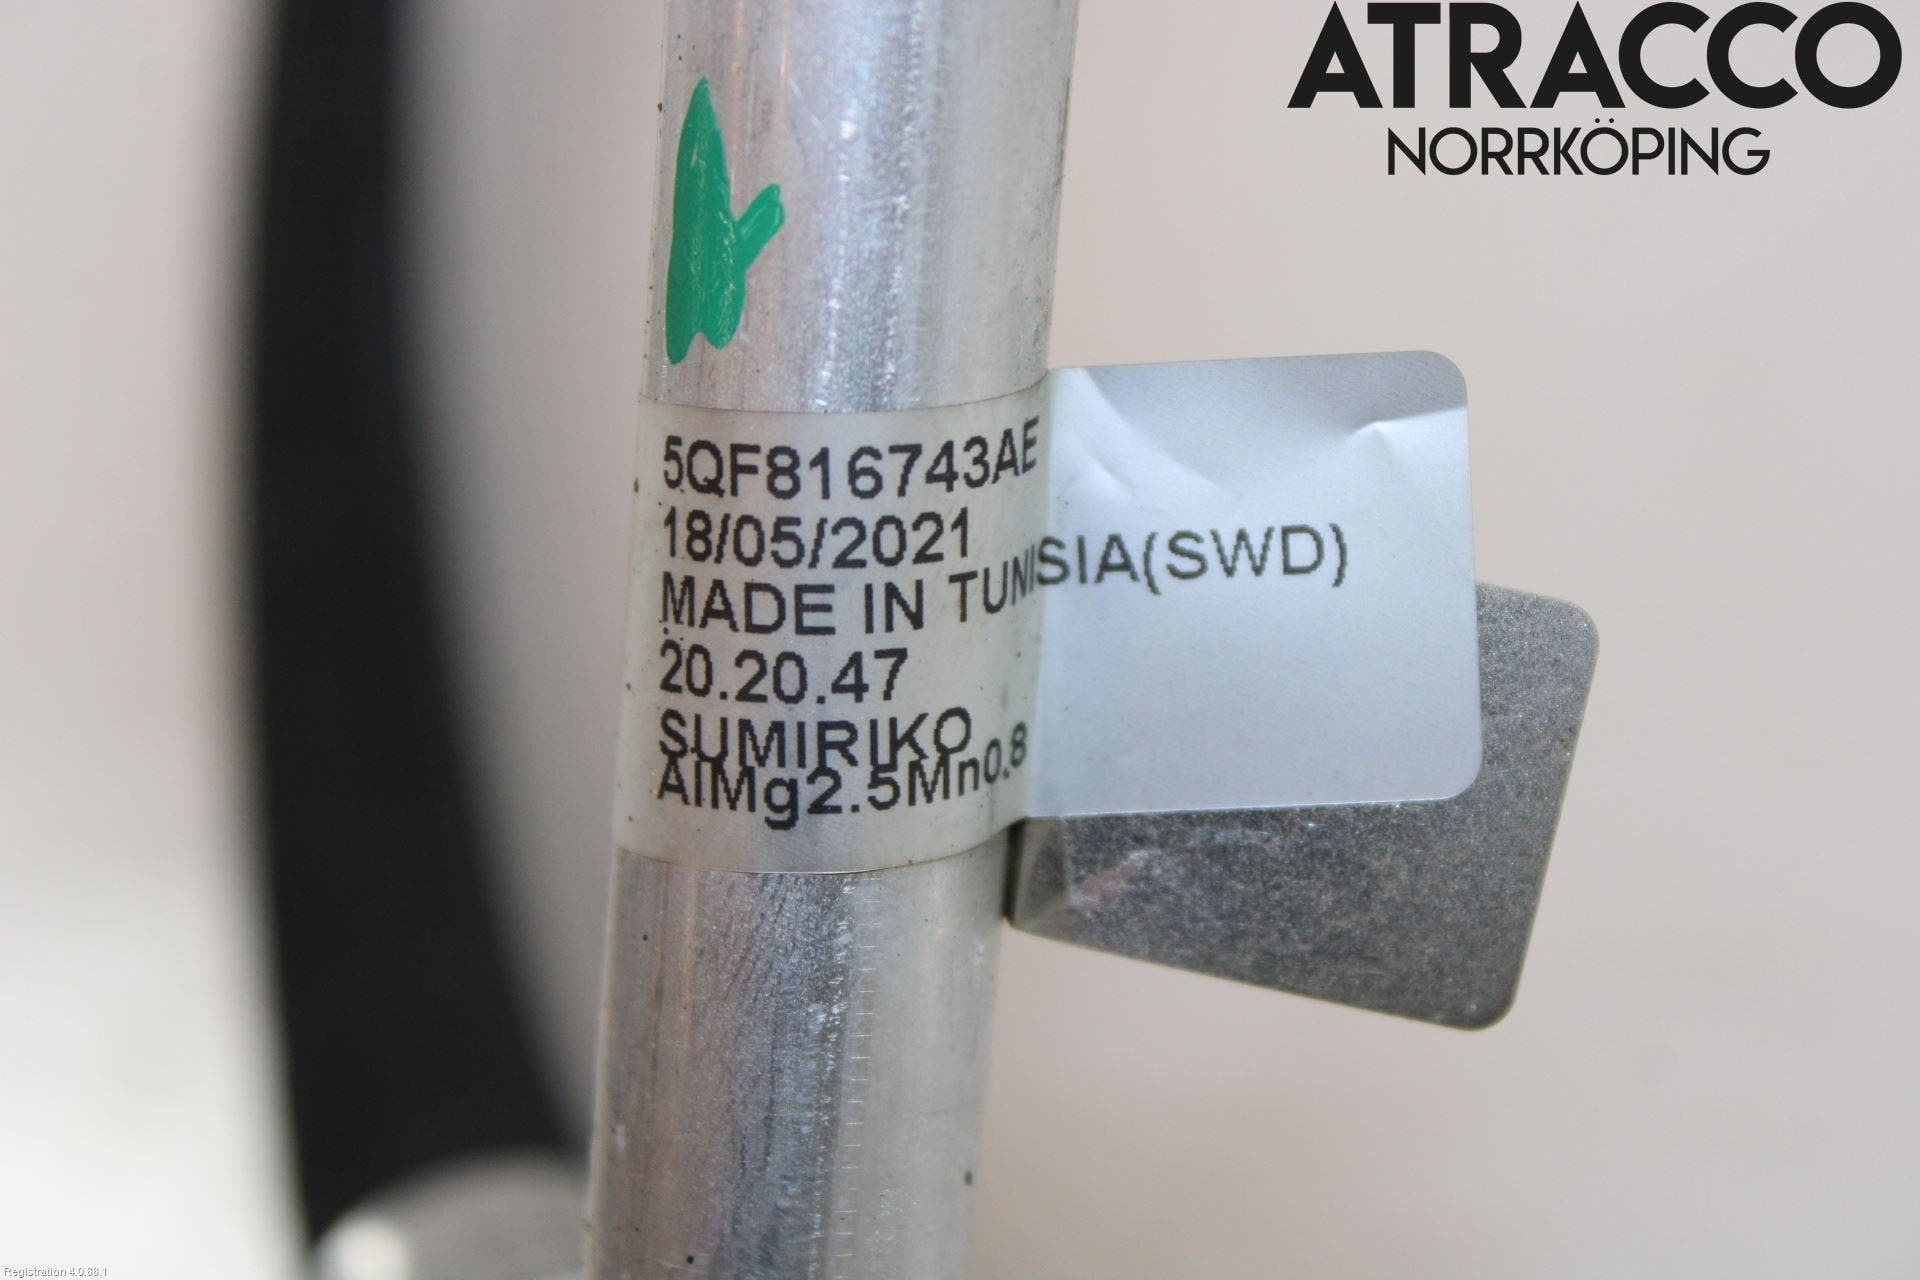 ATRACCO
NORRKÖPING
5QF816743AE
18/05/2021
MADE IN TUNISIA(SWD)
20.20.47
SUMIRIKO
AlMg2.5Mn0.8
Registration 4.0.88.1